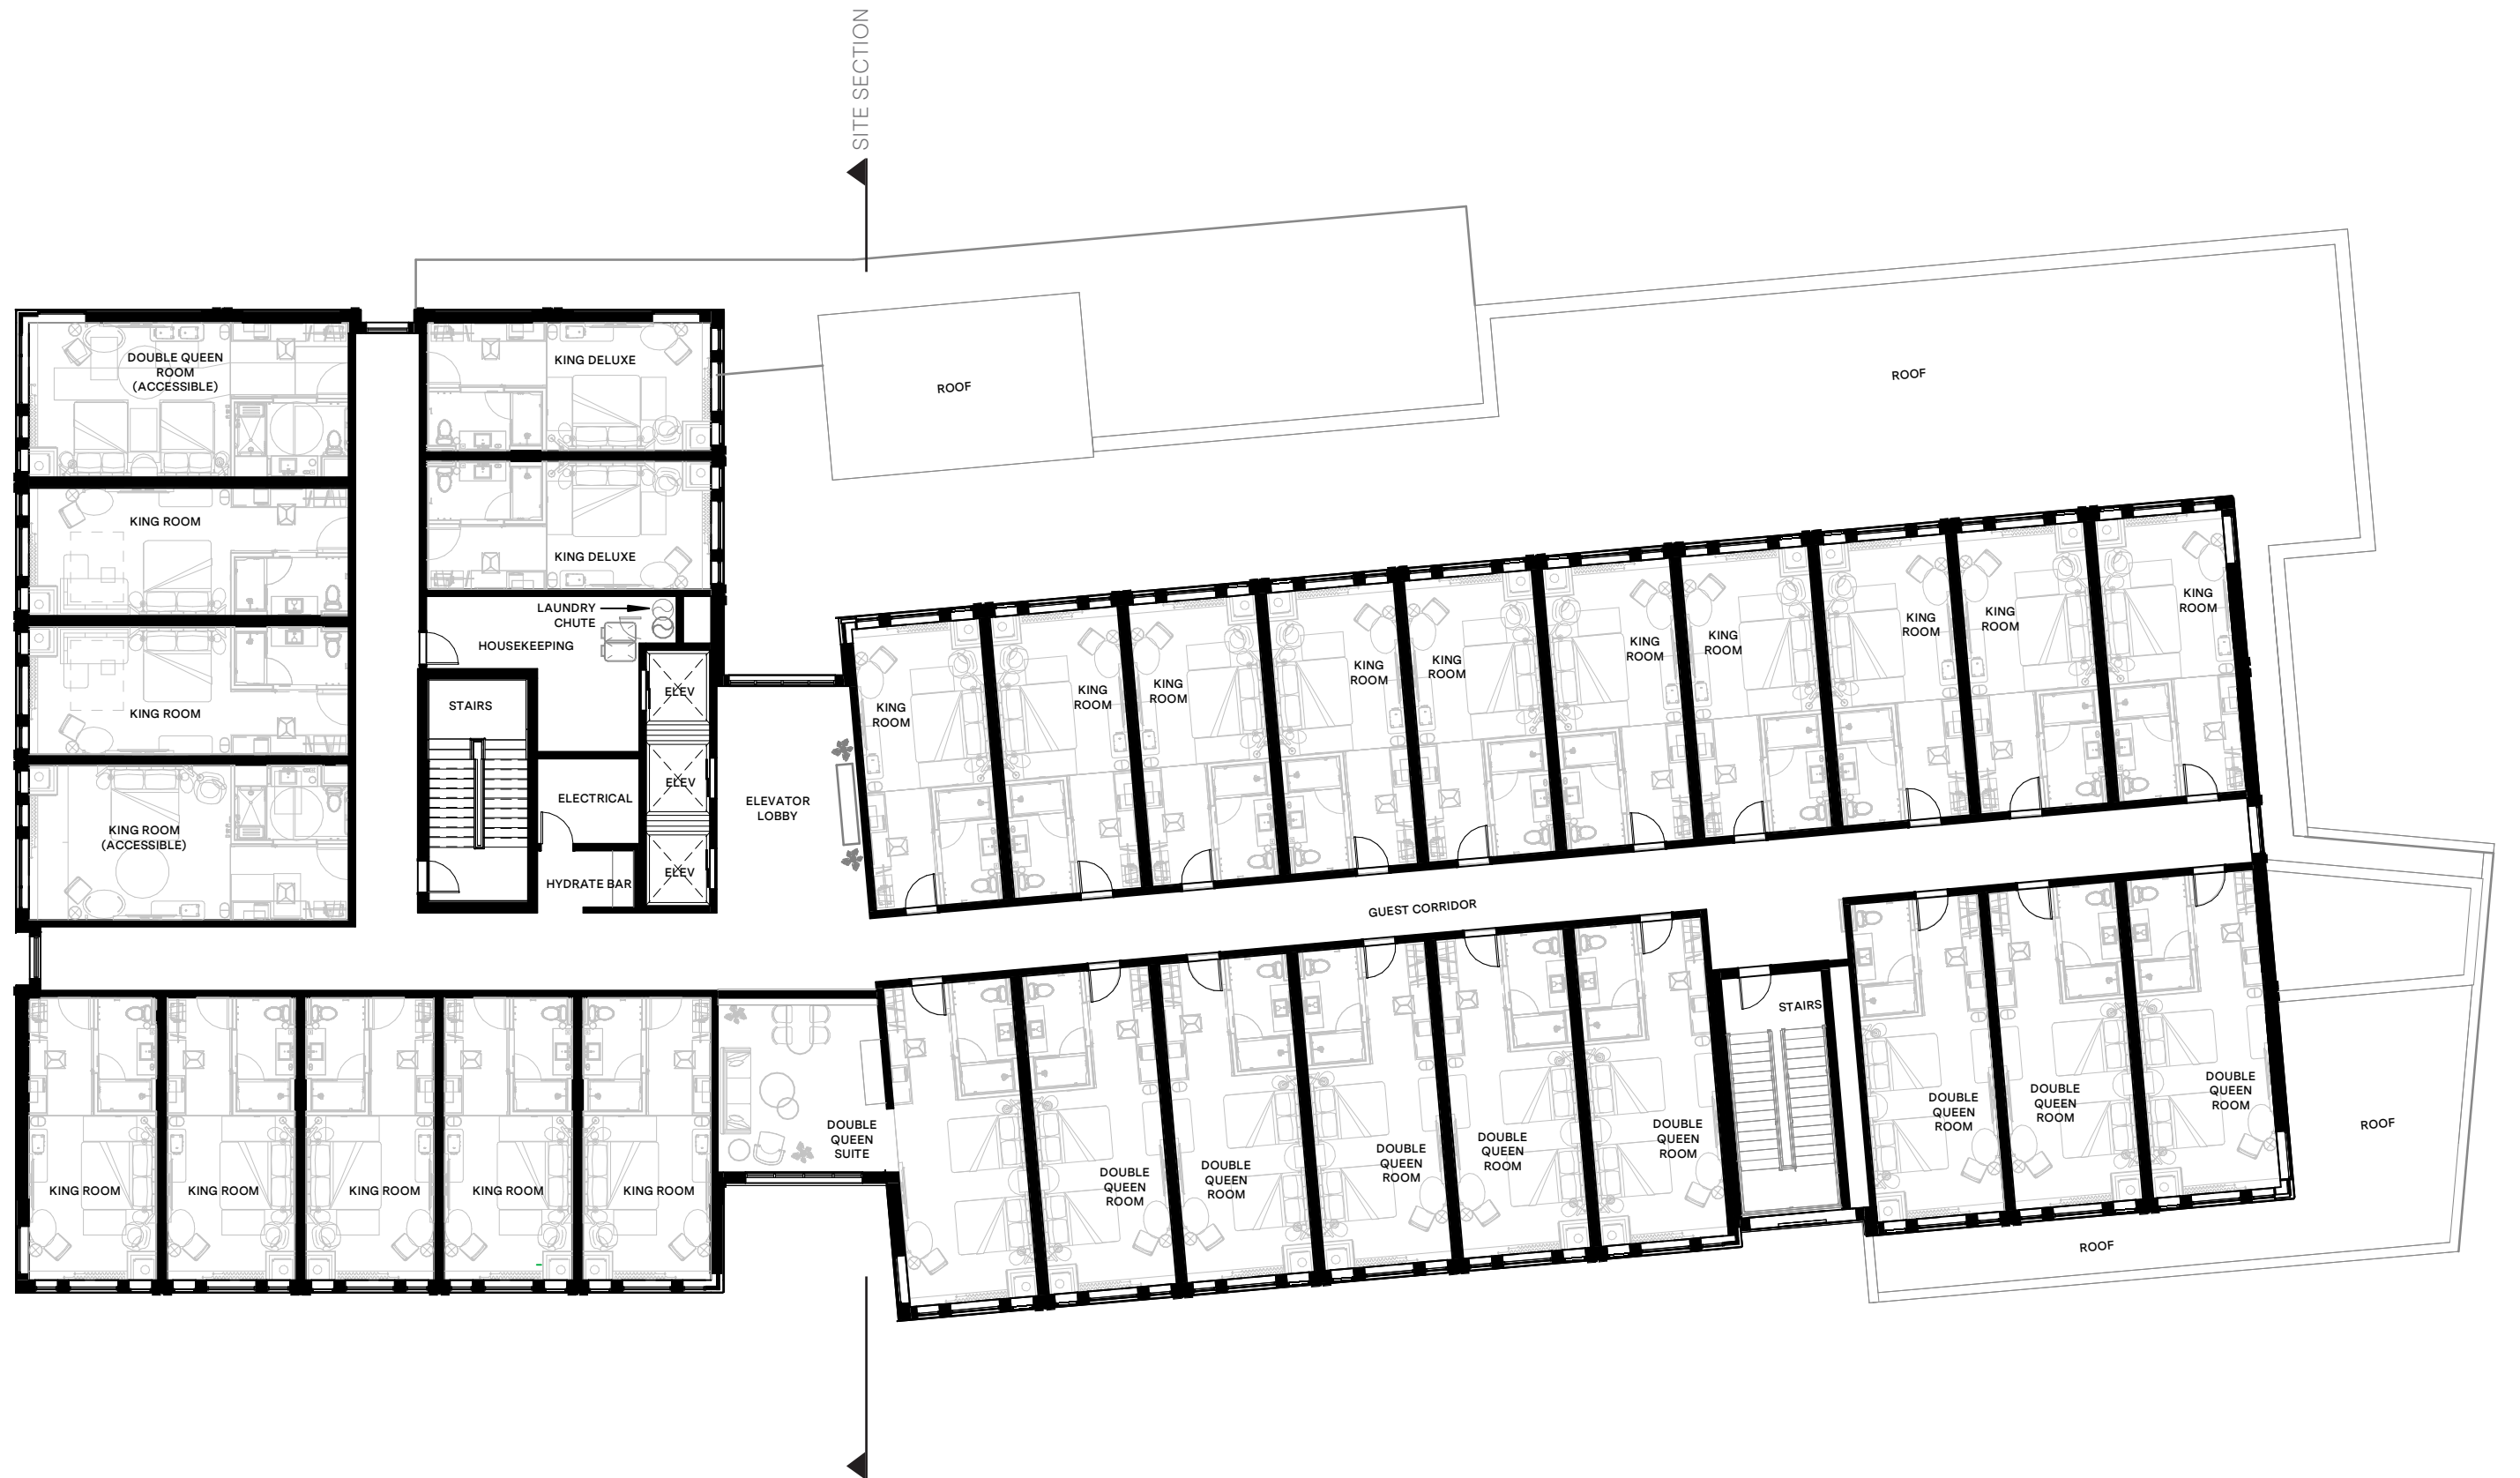 SITE SECTION
DOUBLE QUEEN
ROOM
(ACCESSIBLE)
KING DELUXE
ROOF
ROOF
KING ROOM
KING DELUXE
LAUNDRY
CHUTE
HOUSEKEEPING
KING ROOM
STAIRS
ELEV
ELEV
ELEV
ELECTRICAL
HYDRATE BAR
ELEVATOR
LOBBY
KING ROOM
(ACCESSIBLE)
KING
ROOM
KING
ROOM
KING
ROOM
KING
ROOM
KING
ROOM
KING
ROOM
KING
ROOM
KING
ROOM
KING
ROOM
KING
ROOM
GUEST CORRIDOR
STAIRS
KING ROOM
KING ROOM
KING ROOM
KING ROOM
KING ROOM
DOUBLE
QUEEN
SUITE
DOUBLE
QUEEN
ROOM
DOUBLE
QUEEN
ROOM
DOUBLE
QUEEN
ROOM
DOUBLE
QUEEN
ROOM
DOUBLE
QUEEN
ROOM
DOUBLE
QUEEN
ROOM
DOUBLE
QUEEN
ROOM
DOUBLE
QUEEN
ROOM
ROOF
ROOF